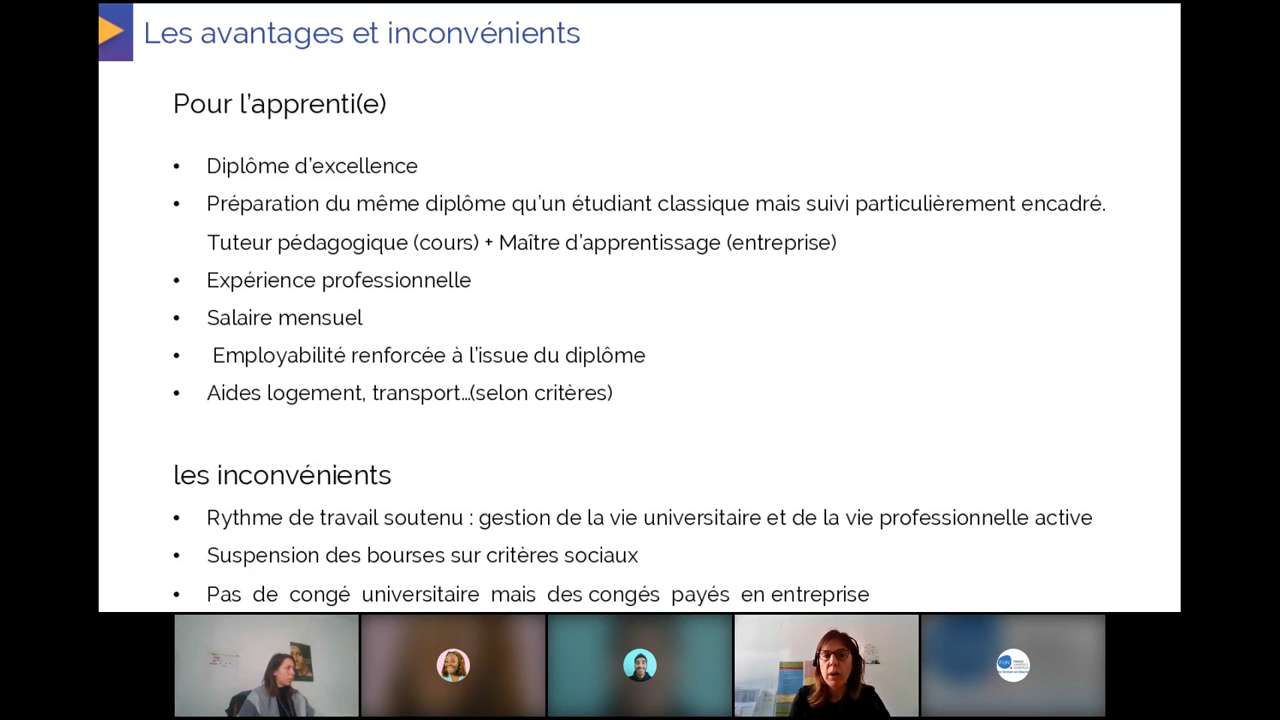 Les avantages et inconvénients
Pour l'apprenti(e)
• Diplôme d'excellence
• Préparation du même diplôme qu'un étudiant classique mais suivi particulièrement encadré.
Tuteur pédagogique (cours) + Maître d'apprentissage (entreprise)
• Expérience professionnelle
• Salaire mensuel
• Employabilité renforcée à l'issue du diplôme
• Aides logement, transport...(selon critères)
les inconvénients
• Rythme de travail soutenu : gestion de la vie universitaire et de la vie professionnelle active
• Suspension des bourses sur critères sociaux
• Pas de congé universitaire mais des congés payés en entreprise